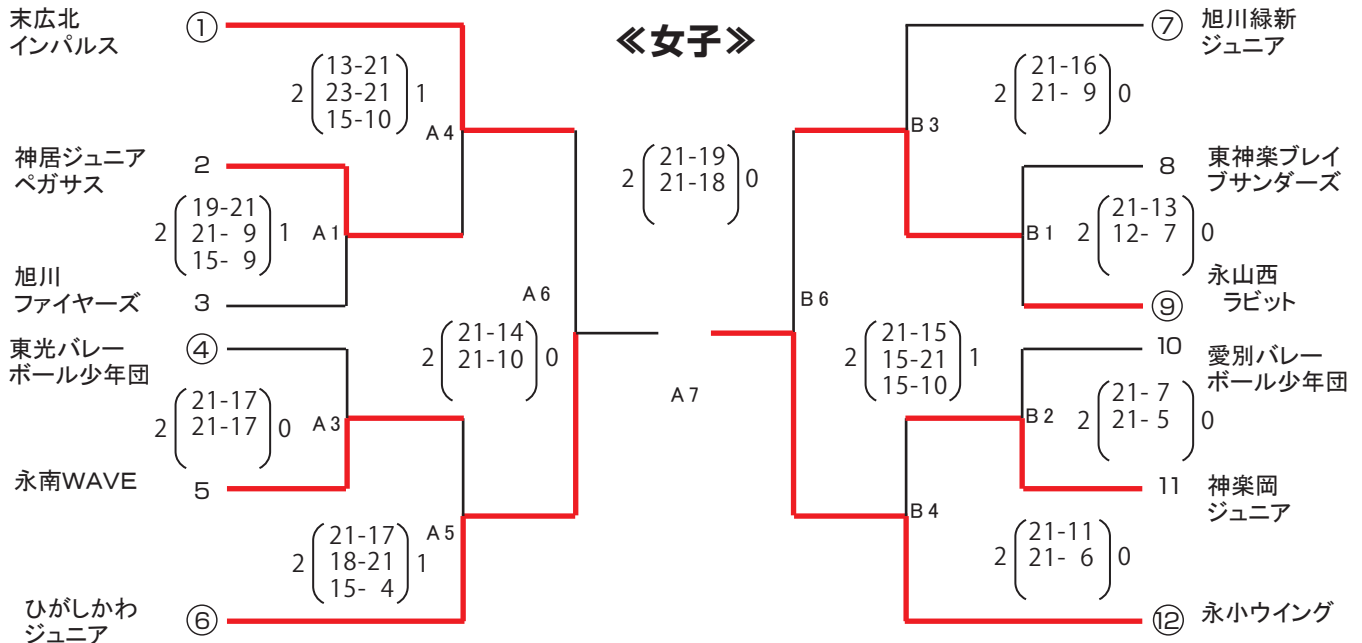 ≪女子≫
末広北
インパルス
①
2
13-21
23-21
15-10
1
A4
神居ジュニア
ペガサス
2
2
19-21
21- 9
15- 9
1
A1
旭川
ファイヤーズ
3
東光バレー
ボール少年団
④
2
21-17
21-17
0
A3
永南WAVE
5
2
21-17
18-21
15- 4
1
A5
ひがしかわ
ジュニア
⑥
A6
2
21-14
21-10
0
2
21-19
21-18
0
A7
⑦
旭川緑新
ジュニア
2
21-16
21- 9
0
B3
8
東神楽ブレイ
ブサンダーズ
B1
2
21-13
12- 7
0
永山西
ラビット
⑨
B6
2
21-15
15-21
15-10
1
10
愛別バレー
ボール少年団
B2
2
21- 7
21- 5
0
11
神楽岡
ジュニア
B4
2
21-11
21- 6
0
⑫
永小ウイング